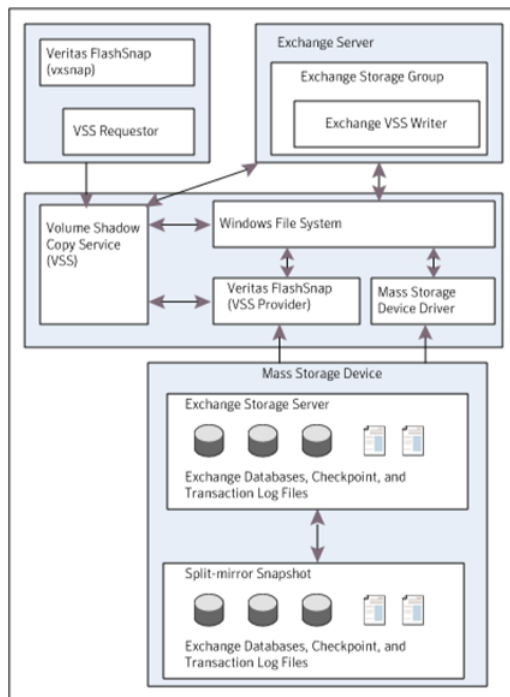 Veritas FlashSnap
(vxsnap)
VSS Requestor
Exchange Server
Exchange Storage Group
Exchange VSS Writer
Volume Shadow
Copy Service
(VSS)
Windows File System
Veritas FlashSnap
(VSS Provider)
Mass Storage
Device Driver
Mass Storage Device
Exchange Storage Server
Exchange Databases, Checkpoint, and
Transaction Log Files
Split-mirror Snapshot
Exchange Databases, Checkpoint, and
Transaction Log Files